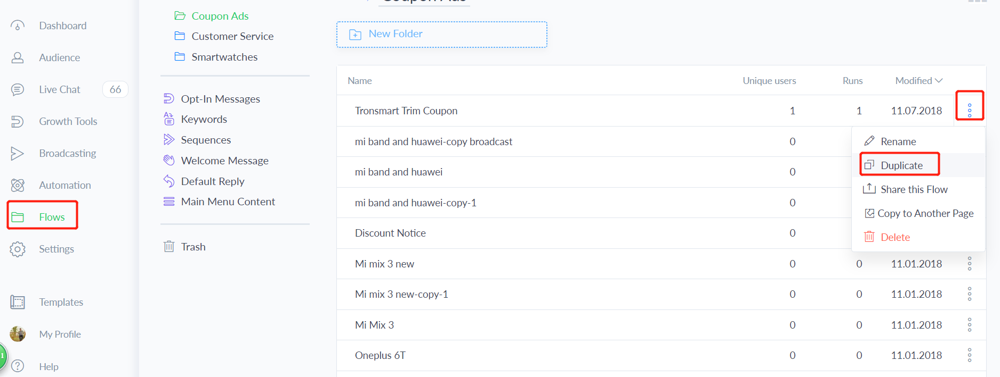 Dashboard
Audience
Live Chat 66
Growth Tools
Broadcasting
Automation
Flows
Settings
Templates
My Profile
1
Help
Coupon Ads
Customer Service
Smartwatches
Opt-In Messages
Keywords
Sequences
Welcome Message
Default Reply
Main Menu Content
Trash
Coupon Ads
New Folder
Name Unique users Runs Modified
Tronsmart Trim Coupon 1 1 11.07.2018
mi band and huawei-copy broadcast 0
mi band and huawei 0
mi band and huawei-copy-1 0
Discount Notice 0
Mi mix 3 new 0 0 11.01.2018
Mi mix 3 new-copy-1 0 0 11.01.2018
Mi Mix 3 0 0 11.01.2018
Oneplus 6T 0 0 11.01.2018
Rename
Duplicate
Share this Flow
Copy to Another Page
Delete